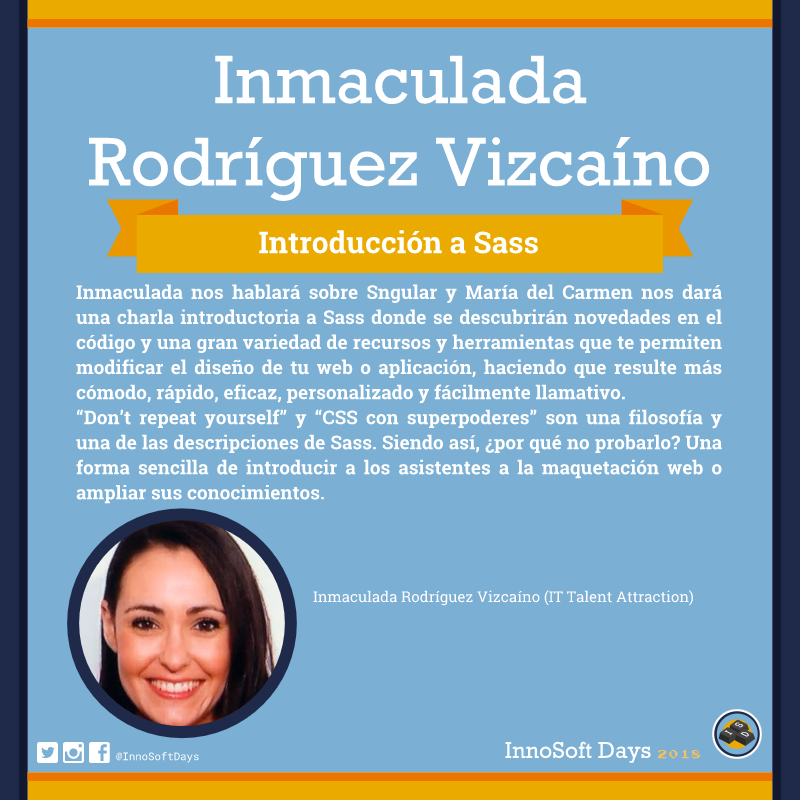 Inmaculada
Rodríguez Vizcaíno
Introducción a Sass
Inmaculada nos hablará sobre Sngular y María del Carmen nos dará
una charla introductoria a Sass donde se descubrirán novedades en el
código y una gran variedad de recursos y herramientas que te permiten
modificar el diseño de tu web o aplicación, haciendo que resulte más
cómodo, rápido, eficaz, personalizado y fácilmente llamativo.
“Don’t repeat yourself” y “CSS con superpoderes” son una filosofía y
una de las descripciones de Sass. Siendo así, ¿por qué no probarlo? Una
forma sencilla de introducir a los asistentes a la maquetación web o
ampliar sus conocimientos.
Inmaculada Rodríguez Vizcaíno (IT Talent Attraction)
@InnoSoftDays
InnoSoft Days 2018